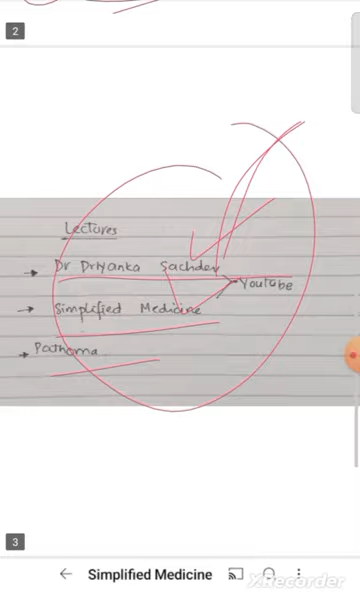 2
Lectures
→ Dr Priyanka Sachdev
Youtube
→ Simplified Medicine
→ Pathoma
3
← Simplified Medicine
XRecorder